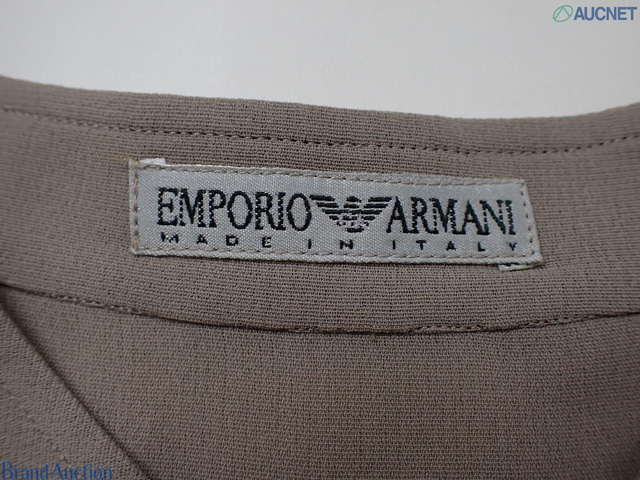 AUCNET
EMPORIO ARMANI
MADE IN ITALY
Brand Auction